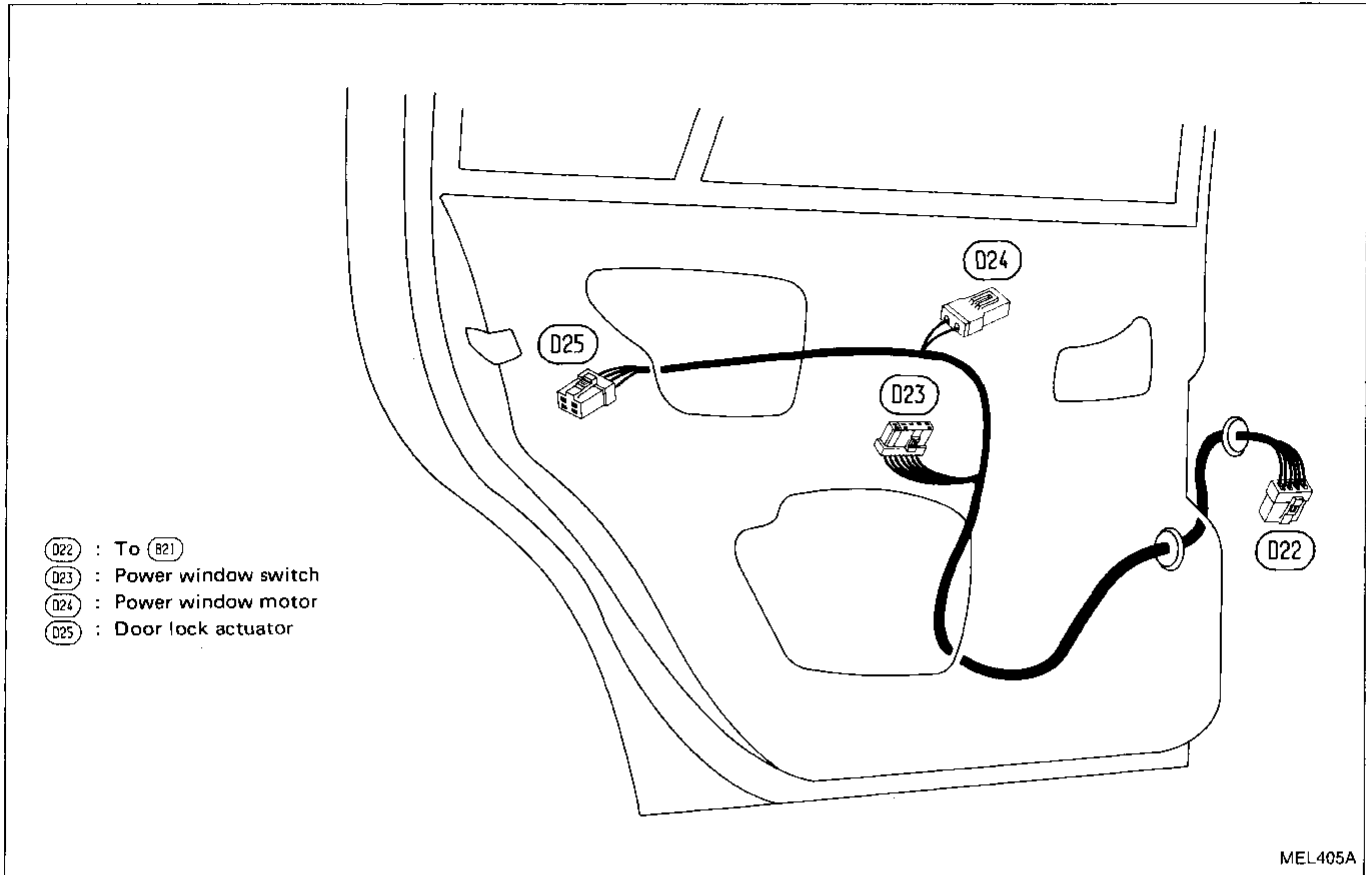 D24
D25
D23
D22
D22 : To B21
D23 : Power window switch
D24 : Power window motor
D25 : Door lock actuator
MEL405A